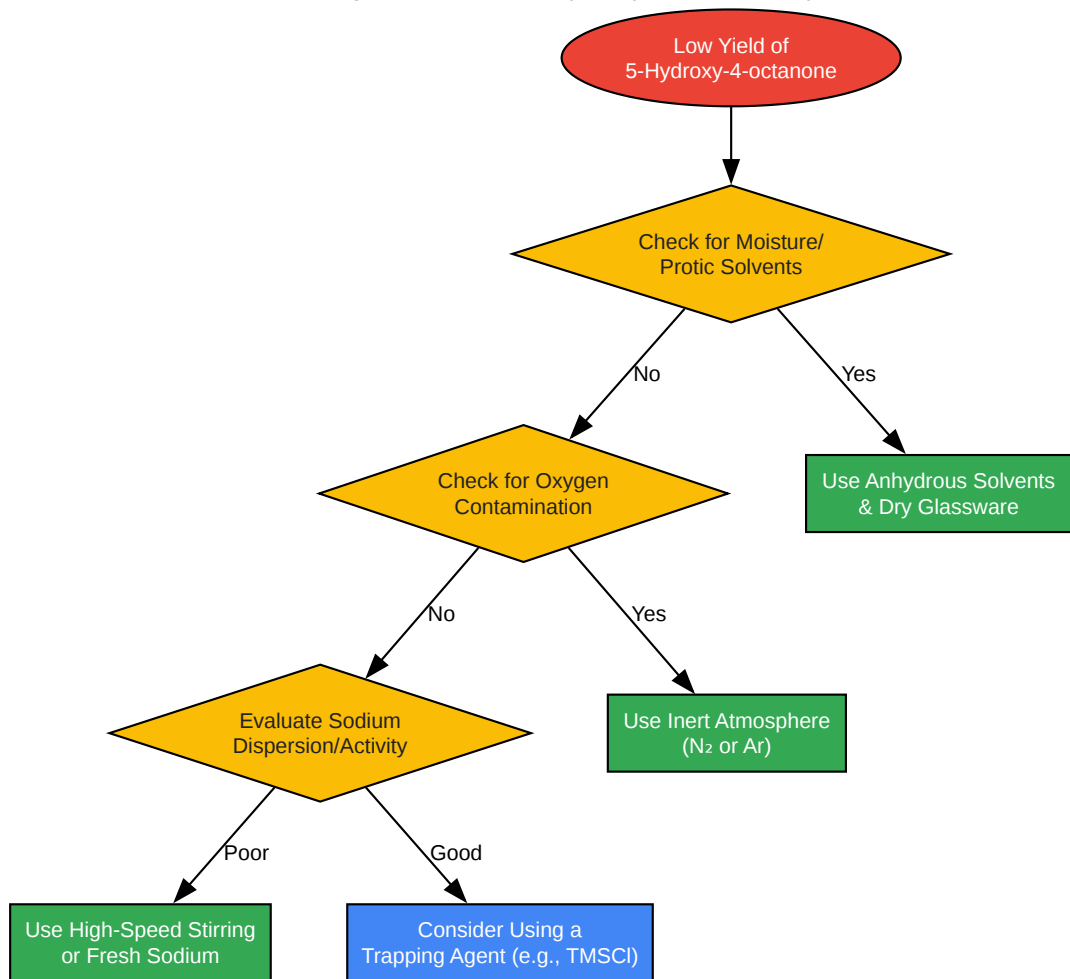 Low Yield of
5-Hydroxy-4-octanone
Check for Moisture/
Protic Solvents
No
Yes
Check for Oxygen
Contamination
Use Anhydrous Solvents
& Dry Glassware
No
Yes
Evaluate Sodium
Dispersion/Activity
Use Inert Atmosphere
(N₂ or Ar)
Poor
Good
Use High-Speed Stirring
or Fresh Sodium
Consider Using a
Trapping Agent (e.g., TMSCl)